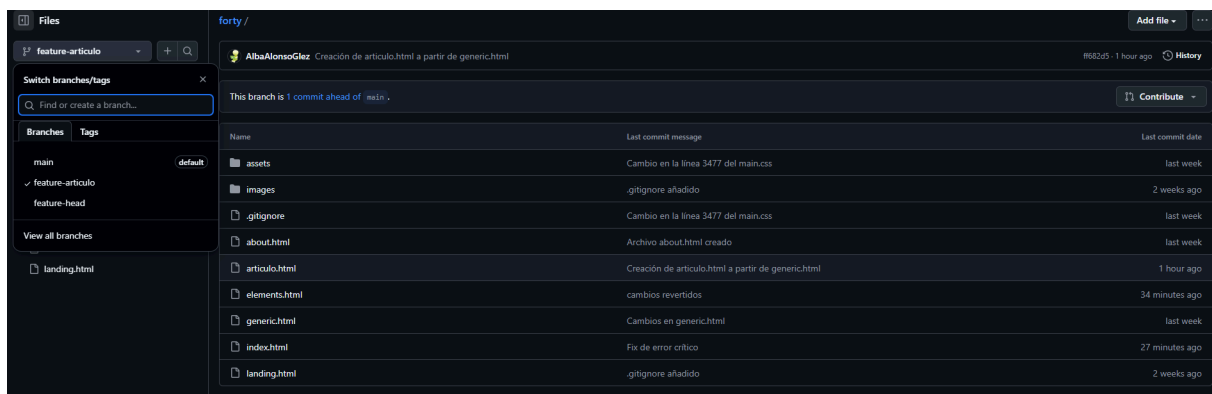 Files
feature-articulo
Switch branches/tags
Find or create a branch...
Branches Tags
main default
feature-articulo
feature-head
View all branches
landing.html
forty /
Add file
AlbaAlonsoGlez Creación de articulo.html a partir de generic.html
ff682d5 · 1 hour ago History
This branch is 1 commit ahead of main .
Contribute
Name Last commit message Last commit date
assets Cambio en la línea 3477 del main.css last week
images .gitignore añadido 2 weeks ago
.gitignore Cambio en la línea 3477 del main.css last week
about.html Archivo about.html creado last week
articulo.html Creación de articulo.html a partir de generic.html 1 hour ago
elements.html cambios revertidos 34 minutes ago
generic.html Cambios en generic.html last week
index.html Fix de error crítico 27 minutes ago
landing.html .gitignore añadido 2 weeks ago